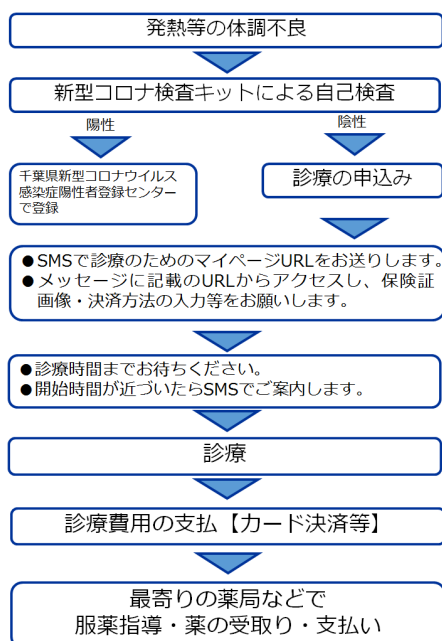 発熱等の体調不良
新型コロナ検査キットによる自己検査
陽性
陰性
千葉県新型コロナウイルス
感染症陽性者登録センター
で登録
診療の申込み
●SMSで診療のためのマイページURLをお送りします。
●メッセージに記載のURLからアクセスし、保険証
画像・決済方法の入力等をお願いします。
●診療時間までお待ちください。
●開始時間が近づいたらSMSでご案内します。
診療
診療費用の支払【カード決済等】
最寄りの薬局などで
服薬指導・薬の受取り・支払い